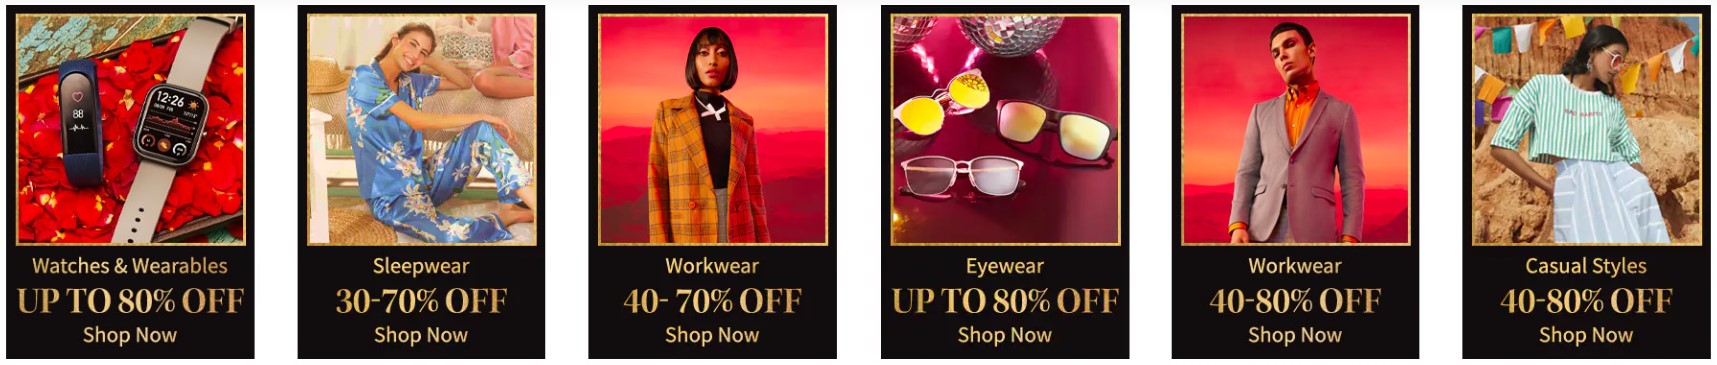 12:26
88
Watches & Wearables
UP TO 80% OFF
Shop Now
Sleepwear
30-70% OFF
Shop Now
Workwear
40- 70% OFF
Shop Now
Eyewear
UP TO 80% OFF
Shop Now
Workwear
40-80% OFF
Shop Now
Casual Styles
40-80% OFF
Shop Now